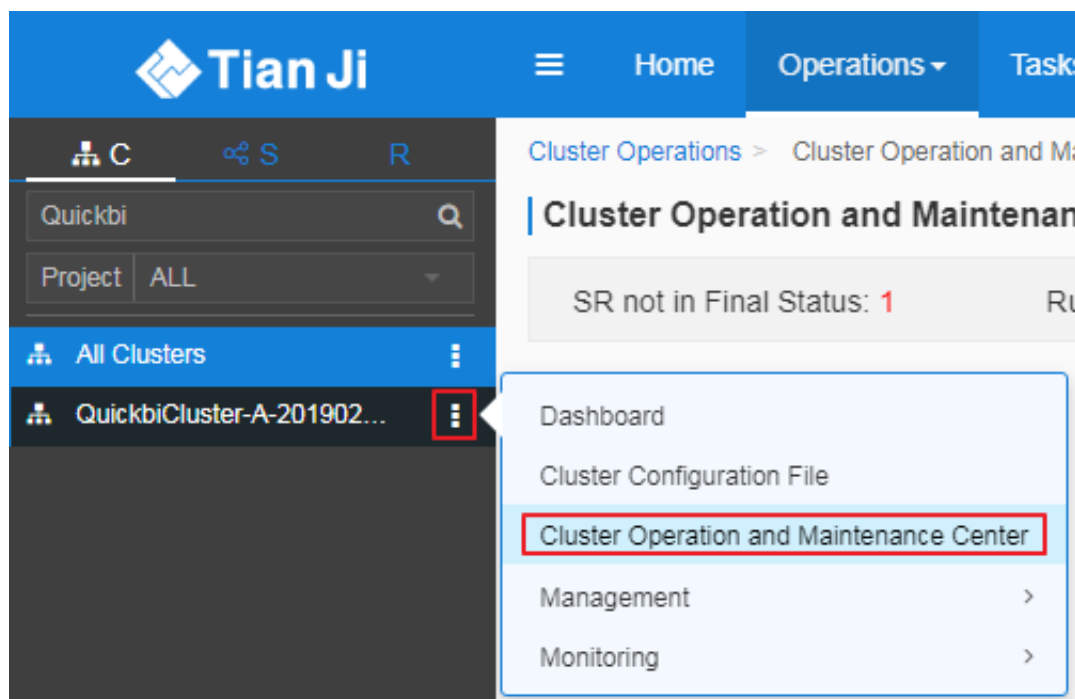 Tian Ji
Home Operations Tasks
C S R
Cluster Operations > Cluster Operation and Ma
Quickbi
Cluster Operation and Maintenan
Project ALL
SR not in Final Status: 1 Ru
All Clusters
QuickbiCluster-A-201902...
Dashboard
Cluster Configuration File
Cluster Operation and Maintenance Center
Management >
Monitoring >